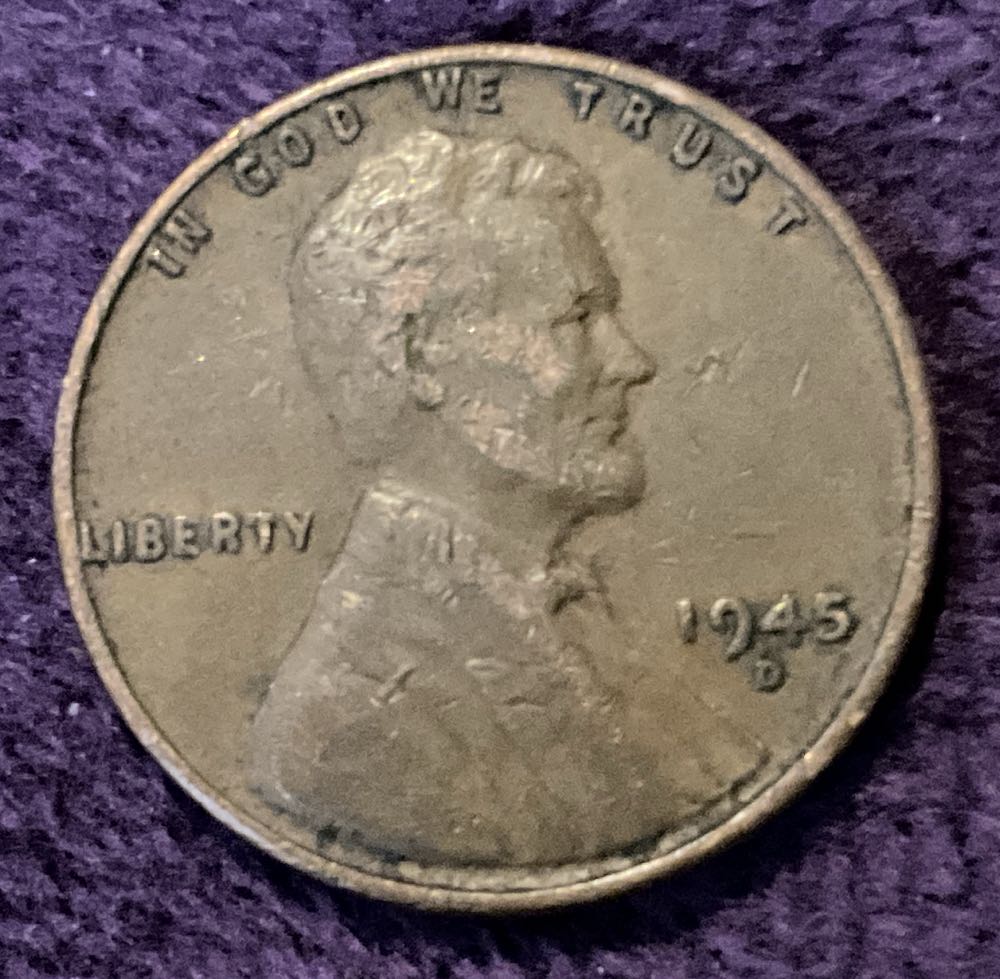 IN GOD WE TRUST
LIBERTY
1945
D